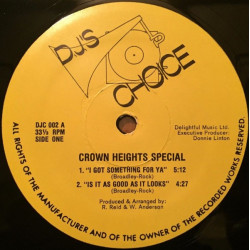 DJS
CHOICE
DJC 002 A
33⅓ RPM
SIDE ONE
Delightful Music Ltd.
Executive Producer:
Donnie Linton
CROWN HEIGHTS SPECIAL
1. "I GOT SOMETHING FOR YA" 5:12
(Broadley-Rock)
2. "IS IT AS GOOD AS IT LOOKS" 4:27
(Broadley-Rock)
Produced & Arranged by:
R. Reid & W. Anderson
ALL RIGHTS OF THE MANUFACTURER AND OF THE OWNER OF THE RECORDED WORKS RESERVED.